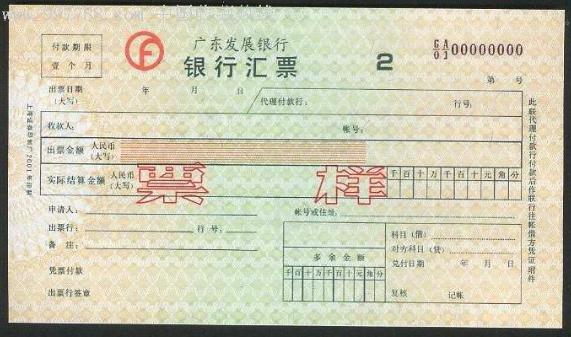 付款期限
壹个月
广东发展银行
银行汇票
2
GA
03 00000000
第 号
出票日期
(大写)
年 月 日
代理付款行: 行号:
收款人: 帐号:
出票金额 人民币
(大写)
实际结算金额 人民币
(大写)
票样
千百十万千百十元角分
申请人: 帐号或住址:
出票行: 行号:
备注:
科目(借)
对方科目(贷)
兑付日期 年 月 日
多余金额
千百十万千百十元角分
凭票付款
出票行签章
复核 记账
此联代理付款行付款后作联行往帐借方凭证附件